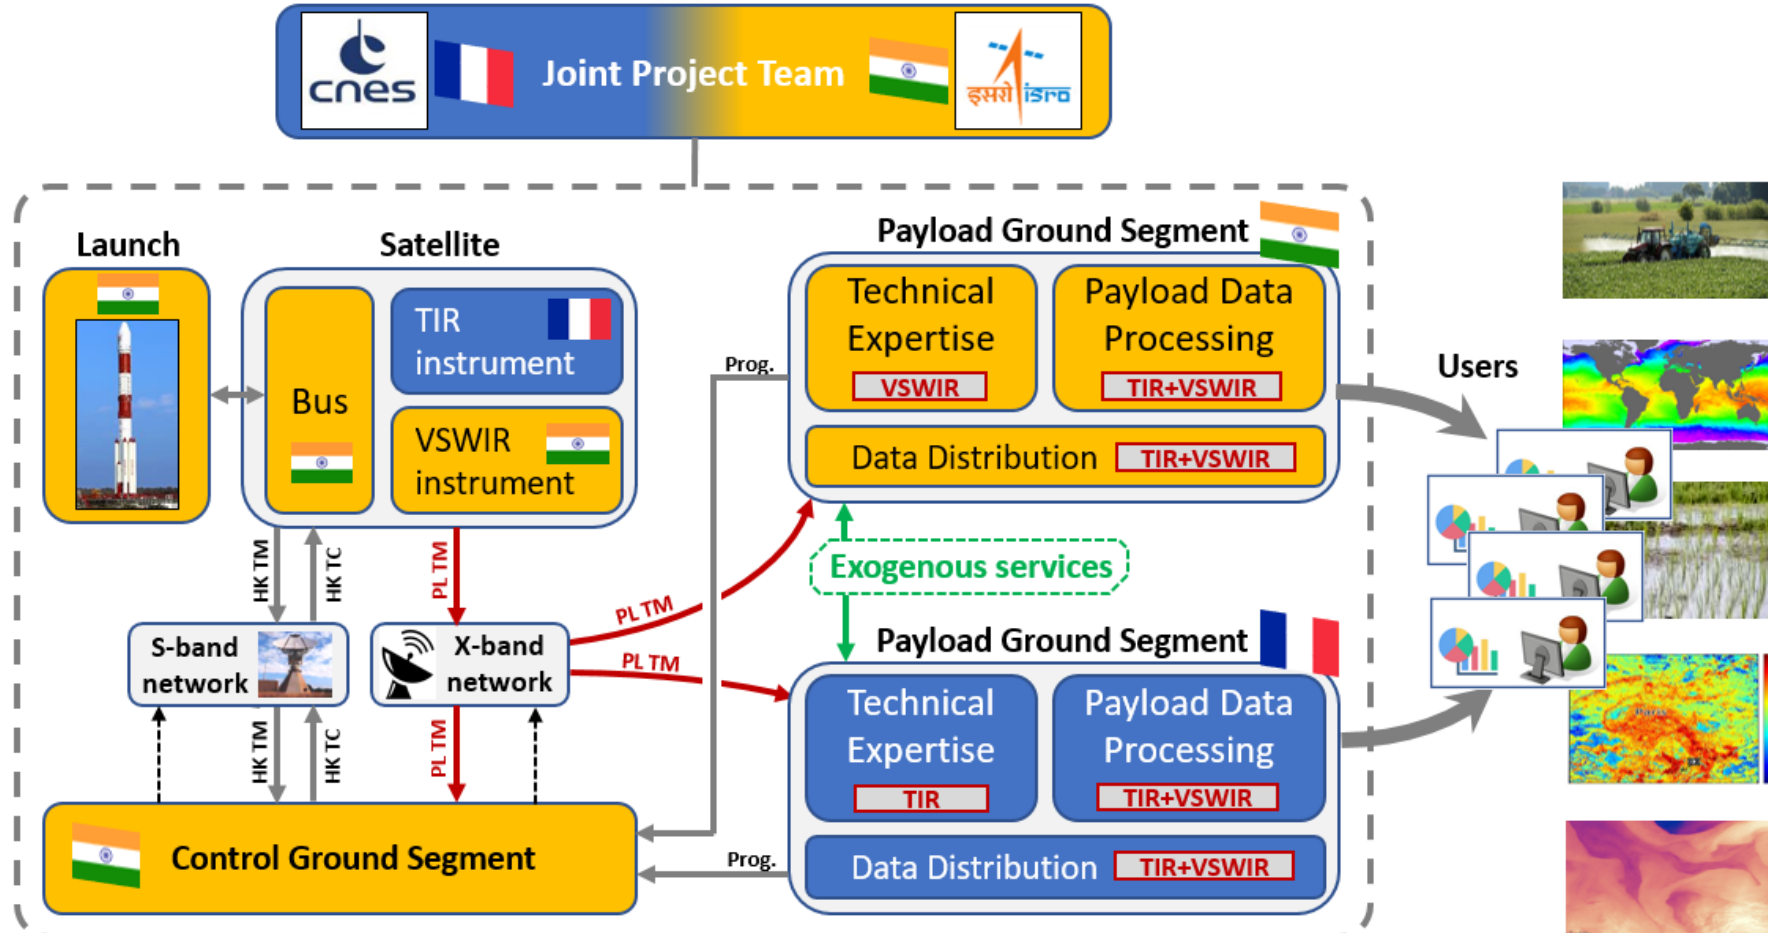 cnes
Joint Project Team
इसरो isro
Launch
Satellite
Bus
TIR
instrument
VSWIR
instrument
HK TM
HK TC
PL TM
S-band
network
X-band
network
PL TM
PL TM
HK TM
HK TC
PL TM
Control Ground Segment
Prog.
Prog.
Payload Ground Segment
Technical
Expertise
VSWIR
Payload Data
Processing
TIR+VSWIR
Data Distribution
TIR+VSWIR
Exogenous services
Payload Ground Segment
Technical
Expertise
TIR
Payload Data
Processing
TIR+VSWIR
Data Distribution
TIR+VSWIR
Users
Paris